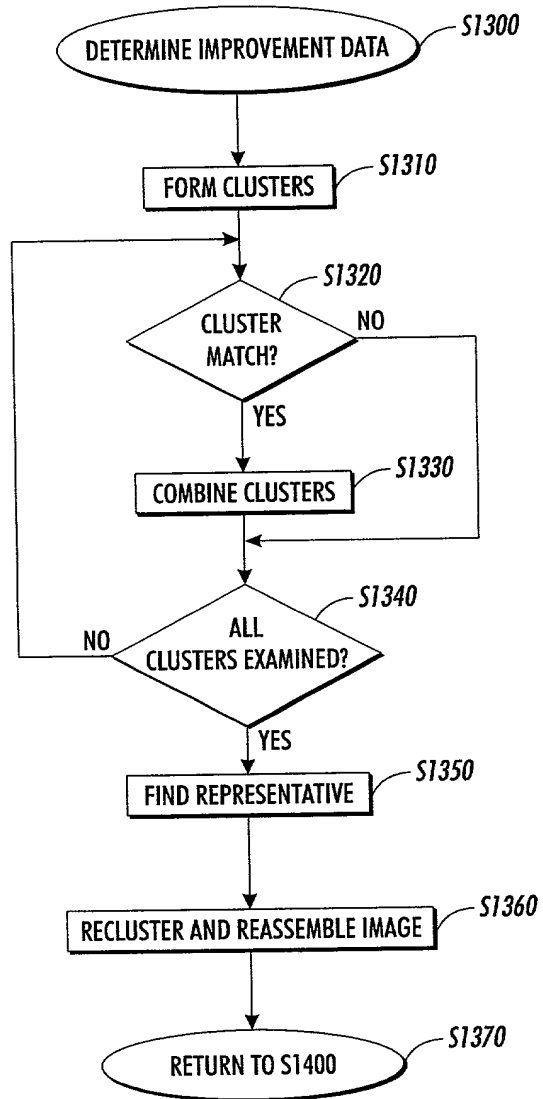 S1300
DETERMINE IMPROVEMENT DATA
S1310
FORM CLUSTERS
S1320
CLUSTER
MATCH?
NO
YES
S1330
COMBINE CLUSTERS
S1340
ALL
CLUSTERS EXAMINED?
NO
YES
S1350
FIND REPRESENTATIVE
S1360
RECLUSTER AND REASSEMBLE IMAGE
S1370
RETURN TO S1400